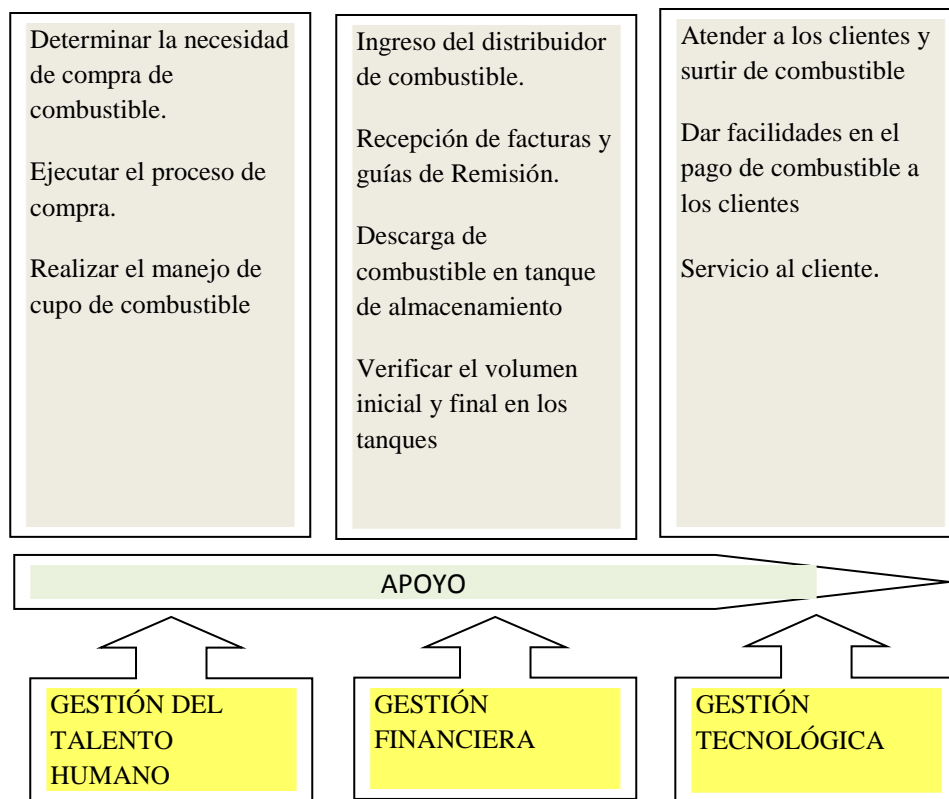 Determinar la necesidad
de compra de
combustible.
Ejecutar el proceso de
compra.
Realizar el manejo de
cupo de combustible
Ingreso del distribuidor
de combustible.
Recepción de facturas y
guías de Remisión.
Descarga de
combustible en tanque
de almacenamiento
Verificar el volumen
inicial y final en los
tanques
Atender a los clientes y
surtir de combustible
Dar facilidades en el
pago de combustible a
los clientes
Servicio al cliente.
APOYO
GESTIÓN DEL
TALENTO
HUMANO
GESTIÓN
FINANCIERA
GESTIÓN
TECNOLÓGICA